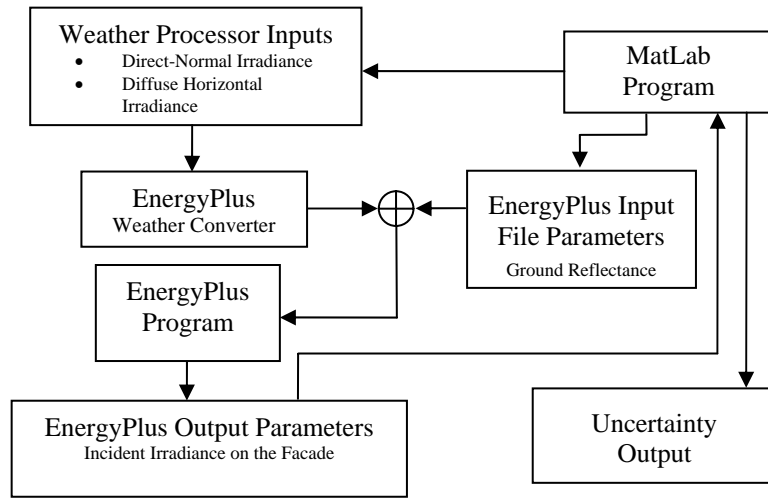 Weather Processor Inputs
• Direct-Normal Irradiance
• Diffuse Horizontal
Irradiance
MatLab
Program
EnergyPlus
Weather Converter
EnergyPlus Input
File Parameters
Ground Reflectance
EnergyPlus
Program
EnergyPlus Output Parameters
Incident Irradiance on the Facade
Uncertainty
Output